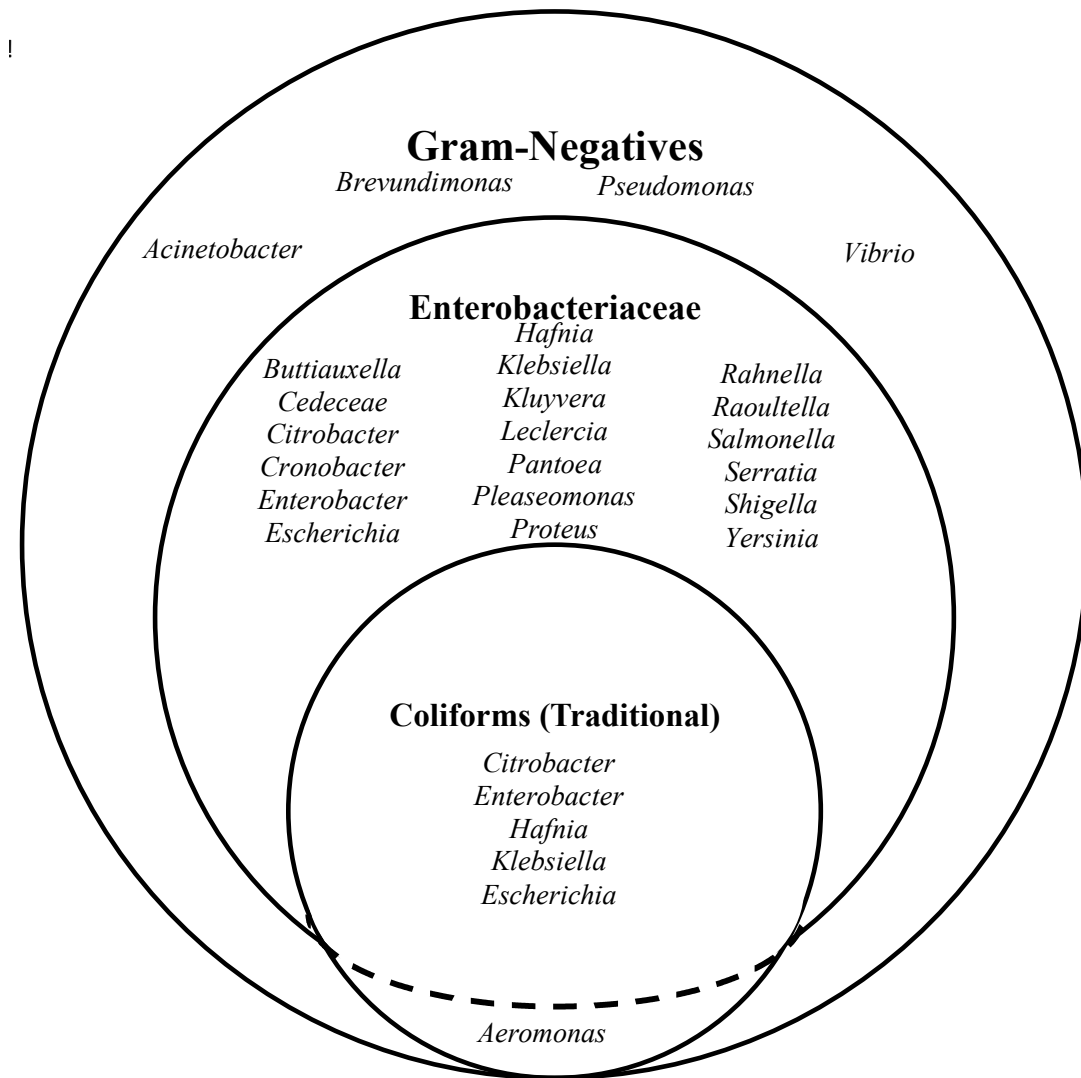 !
Gram-Negatives
Brevundimonas
Pseudomonas
Acinetobacter
Vibrio
Enterobacteriaceae
Buttiauxella
Cedeceae
Citrobacter
Cronobacter
Enterobacter
Escherichia
Hafnia
Klebsiella
Kluyvera
Leclercia
Pantoea
Pleaseomonas
Proteus
Rahnella
Raoultella
Salmonella
Serratia
Shigella
Yersinia
Coliforms (Traditional)
Citrobacter
Enterobacter
Hafnia
Klebsiella
Escherichia
Aeromonas